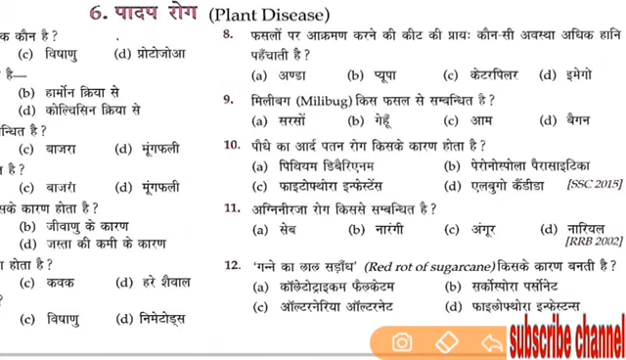 6. पादप रोग (Plant Disease)
क कौन है?
(c) विषाणु (d) प्रोटोजोआ
है—
(b) हार्मोन क्रिया से
(d) कोल्चिसिन क्रिया से
न्धित है?
(c) बाजरा (d) मूंगफली
है?
(c) बाजरा (d) मूंगफली
सके कारण होता है?
(b) जीवाणु के कारण
(d) जस्ता की कमी के कारण
होता है?
(c) कवक (d) हरे शैवाल
?
(c) विषाणु (d) निमेटोड्स
8. फसलों पर आक्रमण करने की कीट की प्रायः कौन-सी अवस्था अधिक हानि
पहुँचाती है?
(a) अण्डा (b) प्यूपा (c) केटरपिलर (d) इमेगो
9. मिलीबग (Milibug) किस फसल से सम्बन्धित है?
(a) सरसों (b) गेहूँ (c) आम (d) बैगन
10. पौधे का आर्द पतन रोग किसके कारण होता है?
(a) पिथियम डिबैरिएनम (b) पेरोनोस्पोला पैरासाइटिका
(c) फाइटोफ्थोरा इन्फेस्टेंस (d) एलबुगो कैंडीडा [SSC 2015]
11. अग्निनीरजा रोग किससे सम्बन्धित है?
(a) सेब (b) नारंगी (c) अंगूर (d) नारियल
[RRB 2002]
12. 'गन्ने का लाल सड़ाँध' (Red rot of sugarcane) किसके कारण बनती है?
(a) कॉलेटोट्राइकम फैलकेटम (b) सर्कोस्पोरा पर्सोनेट
(c) ऑल्टरनेरिया ऑल्टरनेट (d) फाइलोफ्थोरा इन्फेस्टन्स
subscribe channel